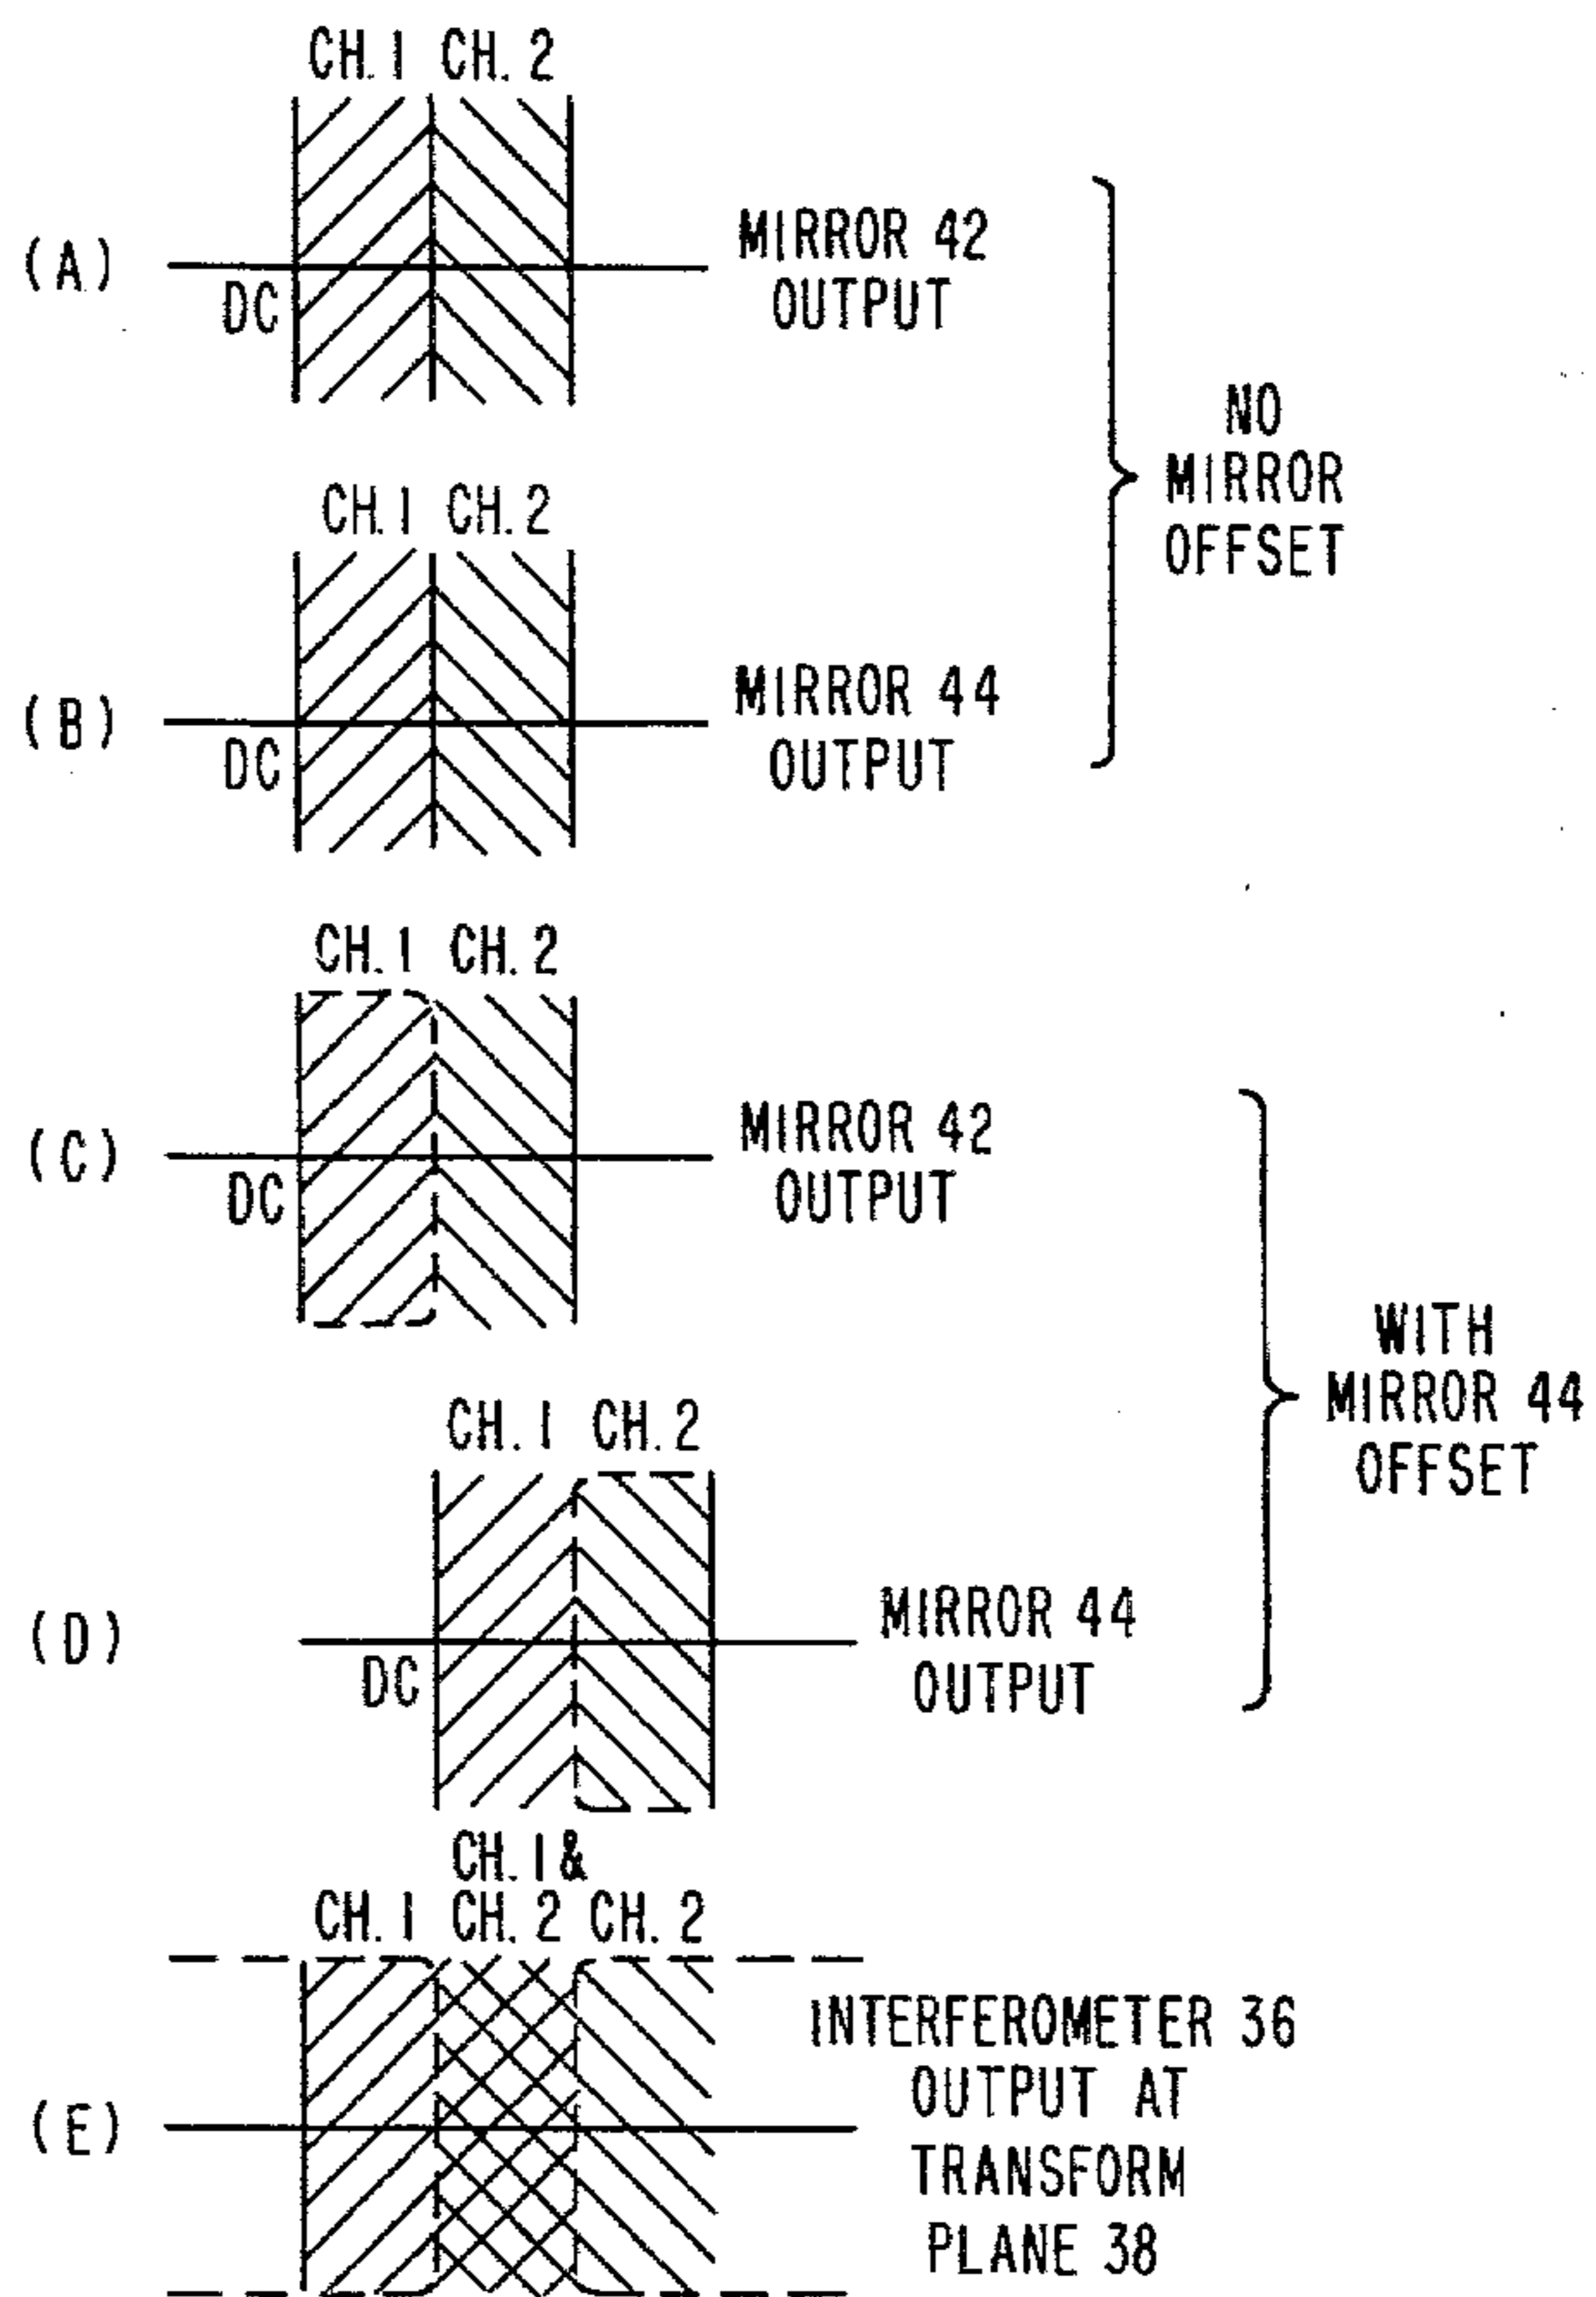 CH. 1 CH. 2
(A)
DC
MIRROR 42
OUTPUT
NO
MIRROR
OFFSET
CH. 1 CH. 2
(B)
DC
MIRROR 44
OUTPUT
CH. 1 CH. 2
(C)
DC
MIRROR 42
OUTPUT
WITH
MIRROR 44
OFFSET
CH. 1 CH. 2
(D)
DC
MIRROR 44
OUTPUT
CH. 1 &
CH. 1 CH. 2 CH. 2
(E)
INTERFEROMETER 36
OUTPUT AT
TRANSFORM
PLANE 38